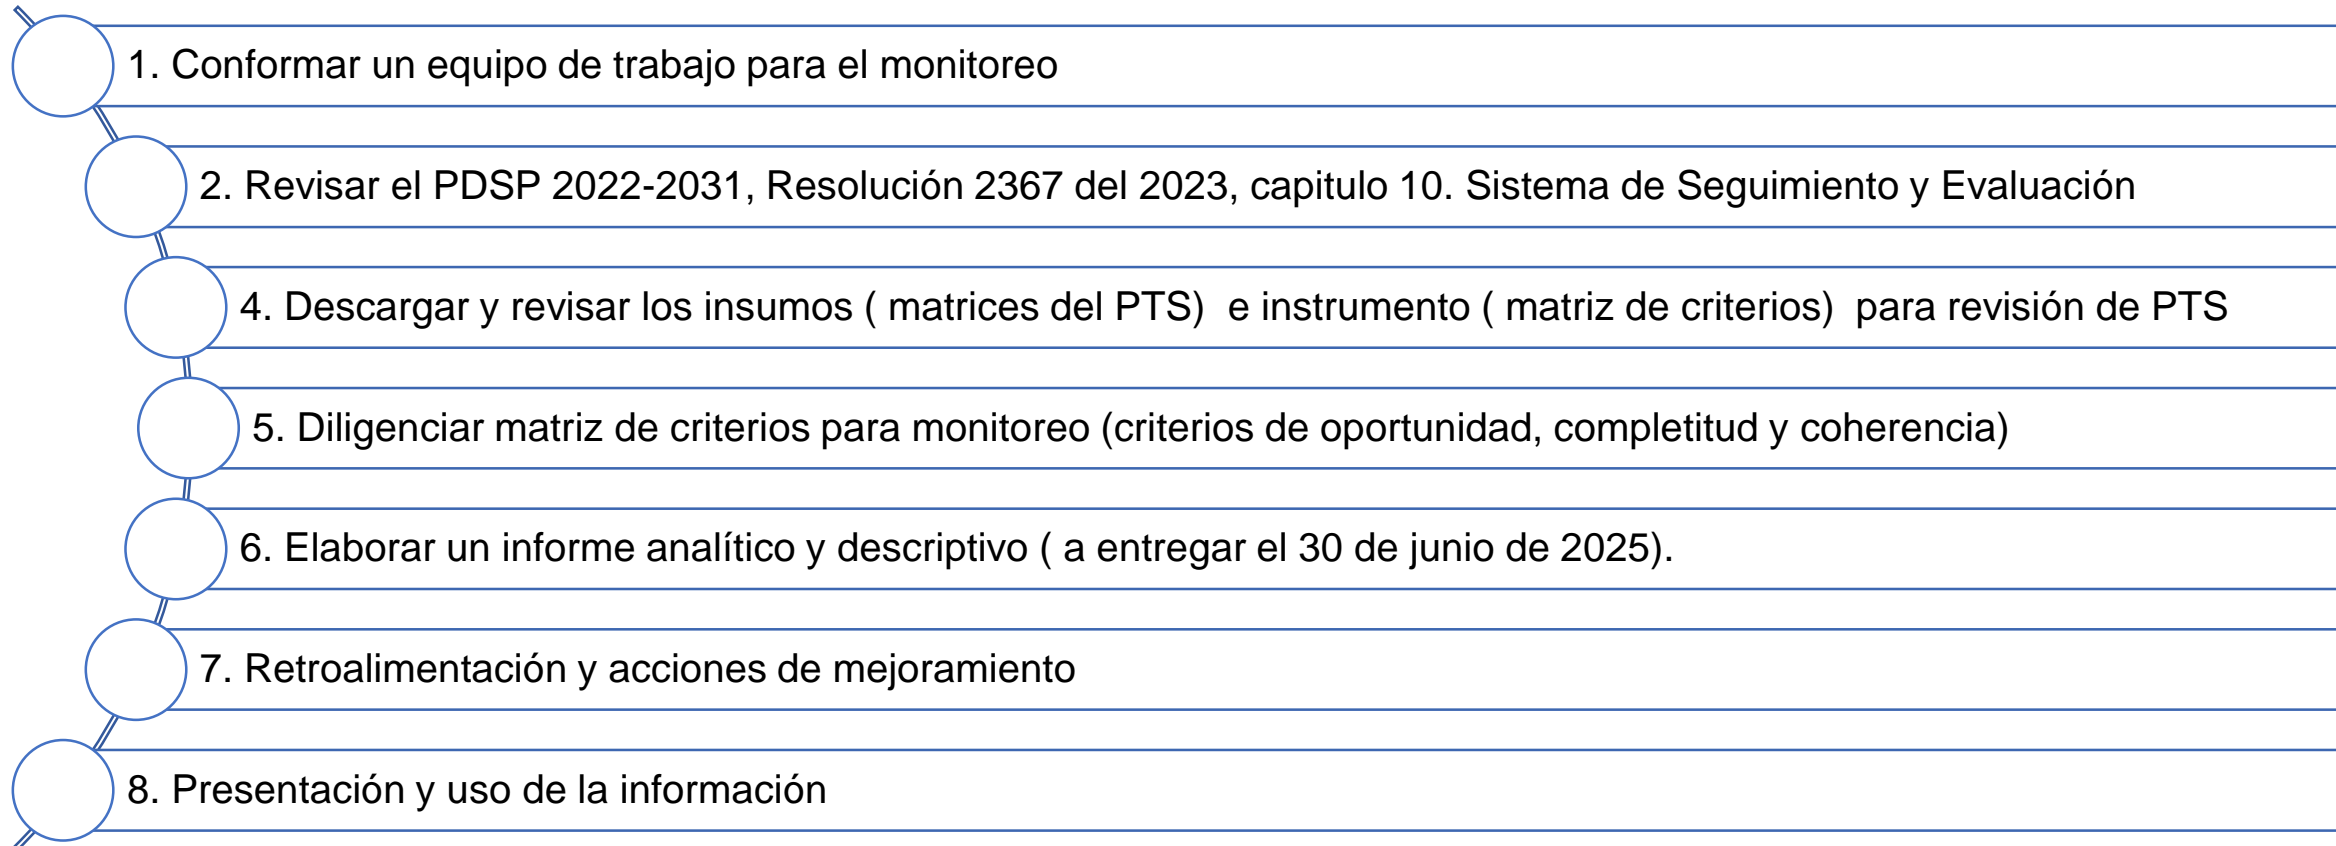 1. Conformar un equipo de trabajo para el monitoreo
2. Revisar el PDSP 2022-2031, Resolución 2367 del 2023, capitulo 10. Sistema de Seguimiento y Evaluación
4. Descargar y revisar los insumos ( matrices del PTS)  e instrumento ( matriz de criterios)  para revisión de PTS
5. Diligenciar matriz de criterios para monitoreo (criterios de oportunidad, completitud y coherencia)
6. Elaborar un informe analítico y descriptivo ( a entregar el 30 de junio de 2025).
7. Retroalimentación y acciones de mejoramiento
8. Presentación y uso de la información